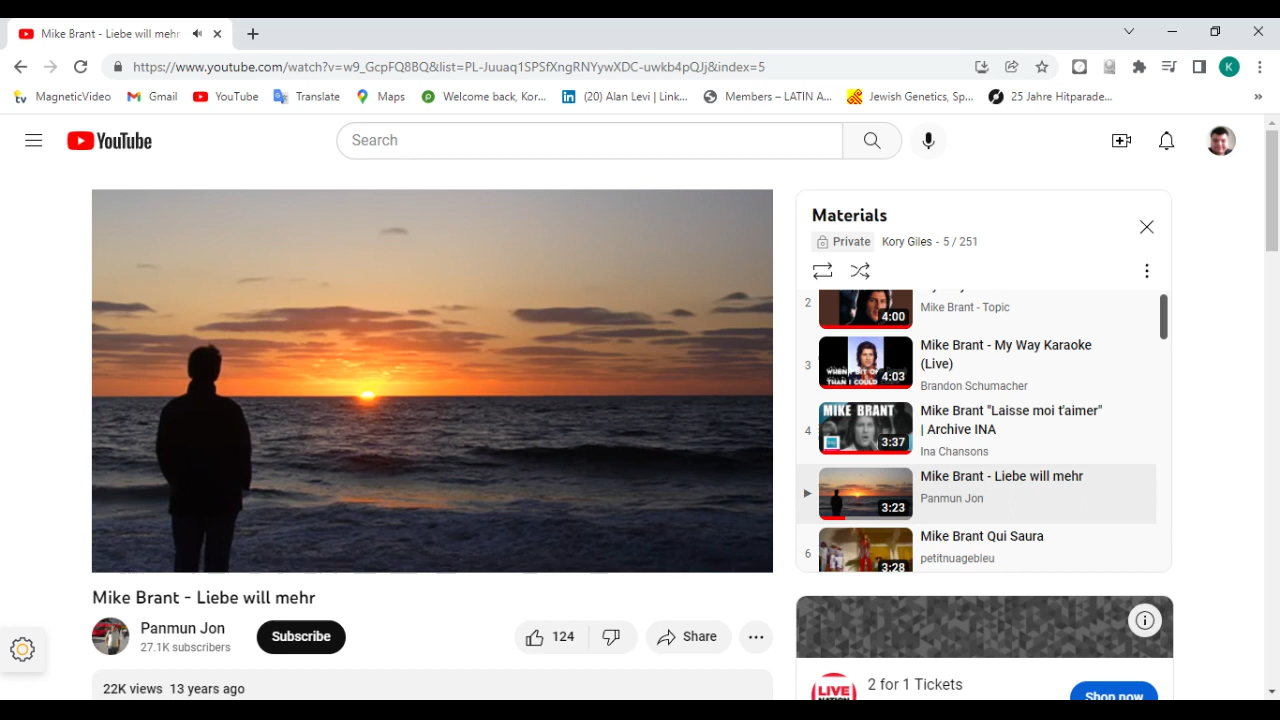 Mike Brant - Liebe will mehr
https://www.youtube.com/watch?v=w9_GcpFQ8BQ&list=PL-Juuaq1SPSfXngRNYywXDC-uwkb4pQJj&index=5
K
MagneticVideo
Gmail
YouTube
Translate
Maps
Welcome back, Kor...
(20) Alan Levi | Link...
Members – LATIN A...
Jewish Genetics, Sp...
25 Jahre Hitparade...
»
YouTube
Search
Materials
Private
Kory Giles - 5 / 251
2
4:00
Mike Brant - Topic
3
WHEN I BIT OFF
THAN I COULD
4:03
Mike Brant - My Way Karaoke
(Live)
Brandon Schumacher
4
MIKE BRANT
3:37
Mike Brant "Laisse moi t'aimer"
| Archive INA
Ina Chansons
3:23
Mike Brant - Liebe will mehr
Panmun Jon
6
3:28
Mike Brant Qui Saura
petitnuagebleu
Mike Brant - Liebe will mehr
Panmun Jon
27.1K subscribers
Subscribe
124
Share
22K views 13 years ago
LIVE
2 for 1 Tickets
Shop now